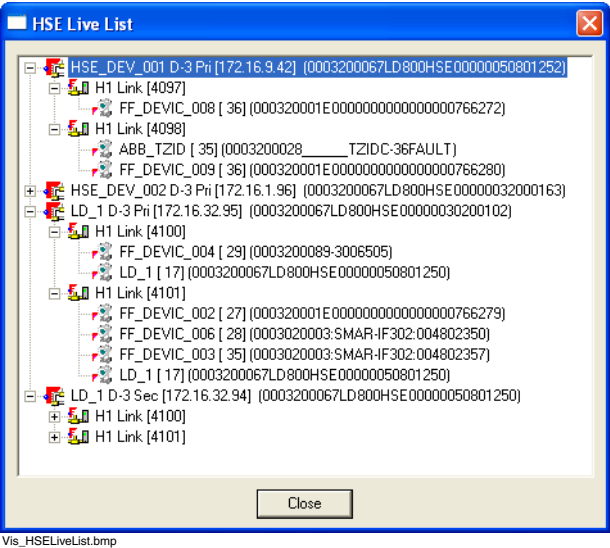 HSE Live List
HSE_DEV_001 D-3 Pri [172.16.9.42] (0003200067LD800HSE00000050801252)
H1 Link [4097]
FF_DEVIC_008 [ 36] (000320001E0000000000000000766272)
H1 Link [4098]
ABB_TZID [ 35] (0003200028______TZIDC-36FAULT)
FF_DEVIC_009 [ 36] (000320001E0000000000000000766280)
HSE_DEV_002 D-3 Pri [172.16.1.96] (0003200067LD800HSE00000032000163)
LD_1 D-3 Pri [172.16.32.95] (0003200067LD800HSE00000030200102)
H1 Link [4100]
FF_DEVIC_004 [ 29] (0003200089-3006505)
LD_1 [ 17] (0003200067LD800HSE00000050801250)
H1 Link [4101]
FF_DEVIC_002 [ 27] (000320001E0000000000000000766279)
FF_DEVIC_006 [ 28] (0003020003:SMAR-IF302:004802350)
FF_DEVIC_003 [ 35] (0003020003:SMAR-IF302:004802357)
LD_1 [ 17] (0003200067LD800HSE00000050801250)
LD_1 D-3 Sec [172.16.32.94] (0003200067LD800HSE00000050801250)
H1 Link [4100]
H1 Link [4101]
Close
Vis_HSELiveList.bmp